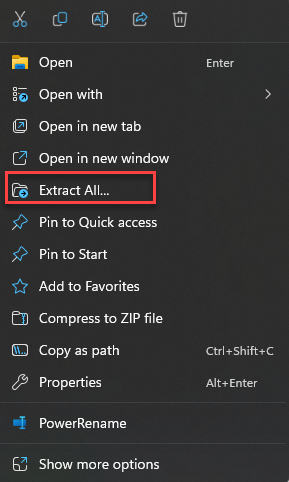 Open Enter
Open with
Open in new tab
Open in new window
Extract All...
Pin to Quick access
Pin to Start
Add to Favorites
Compress to ZIP file
Copy as path Ctrl+Shift+C
Properties Alt+Enter
PowerRename
Show more options